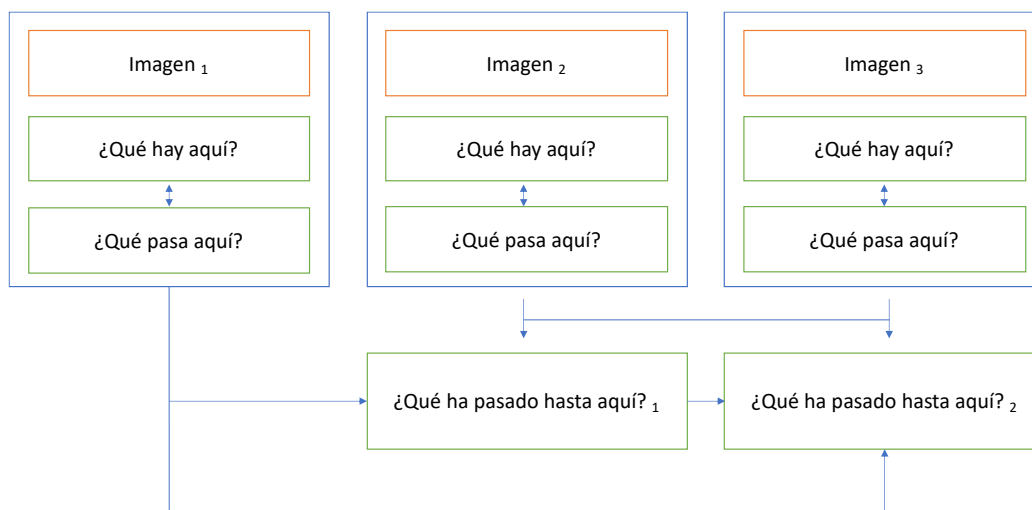 Imagen 1
¿Qué hay aquí?
¿Qué pasa aquí?
Imagen 2
¿Qué hay aquí?
¿Qué pasa aquí?
Imagen 3
¿Qué hay aquí?
¿Qué pasa aquí?
¿Qué ha pasado hasta aquí? 1
¿Qué ha pasado hasta aquí? 2